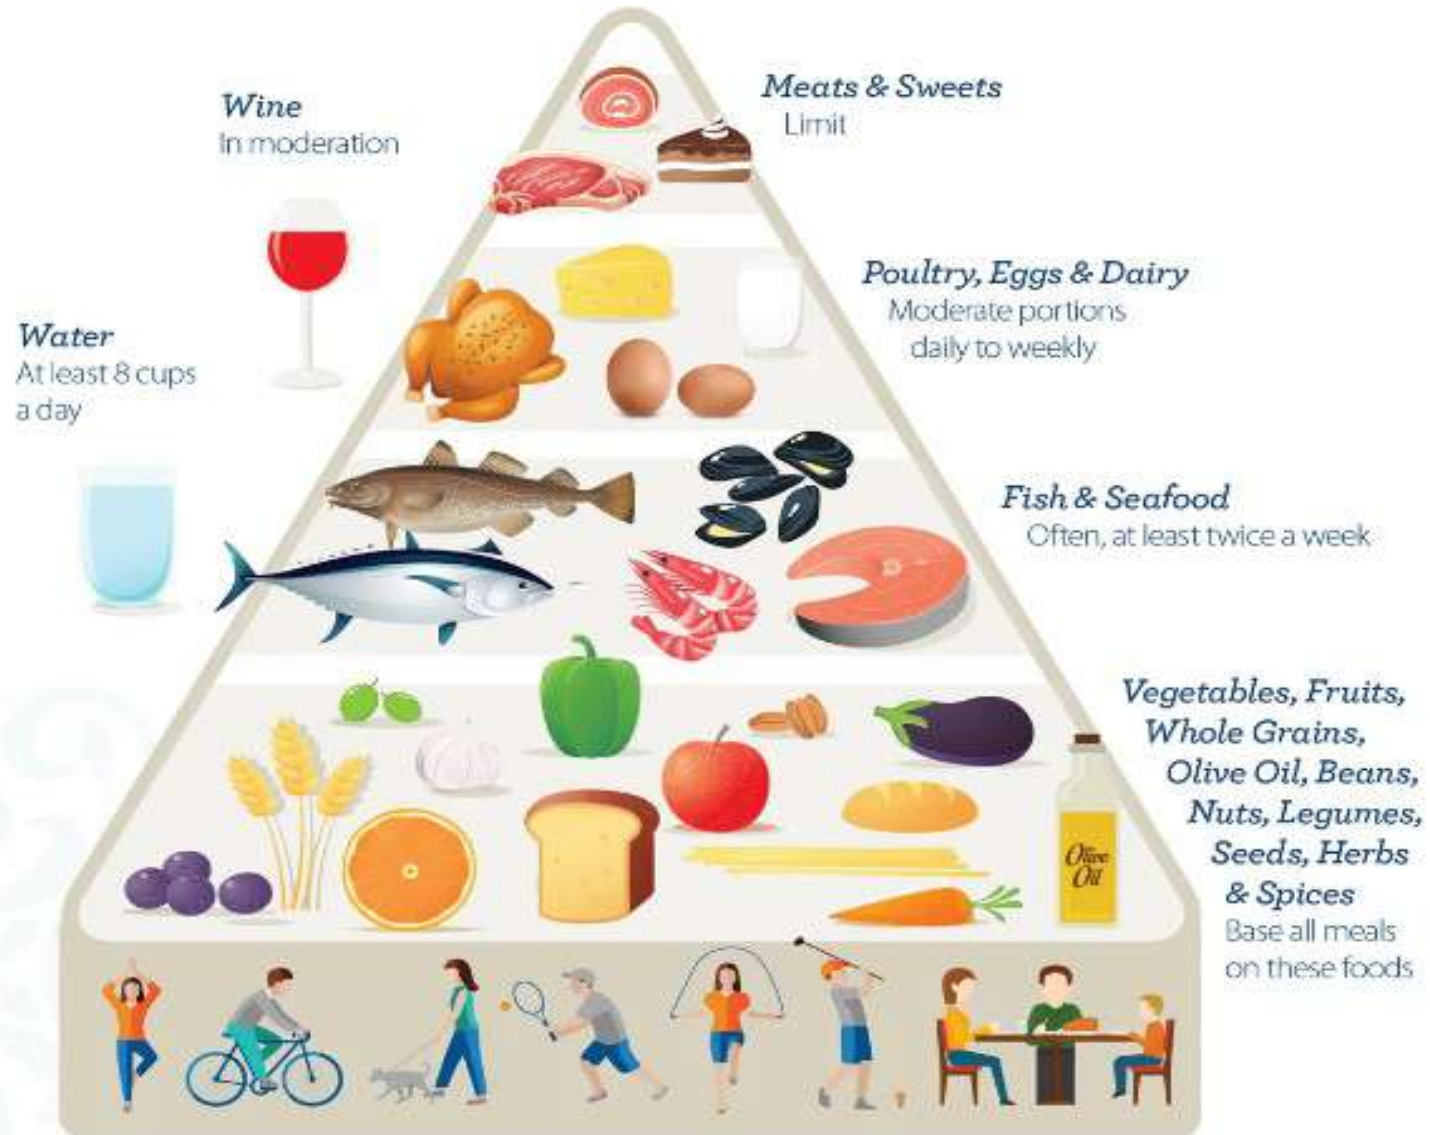 Wine
In moderation
Water
At least 8 cups
a day
Meats & Sweets
Limit
Poultry, Eggs & Dairy
Moderate portions
daily to weekly
Fish & Seafood
Often, at least twice a week
Vegetables, Fruits,
Whole Grains,
Olive Oil, Beans,
Nuts, Legumes,
Seeds, Herbs
& Spices
Base all meals
on these foods
Olive
Oil